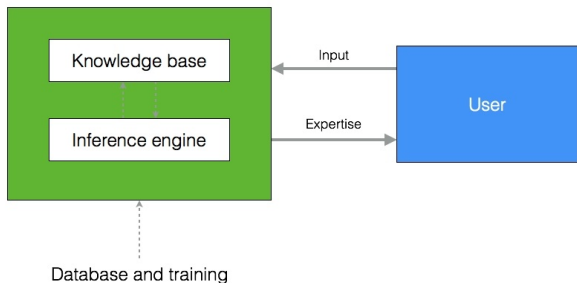 Knowledge base
Inference engine
Input
Expertise
User
Database and training